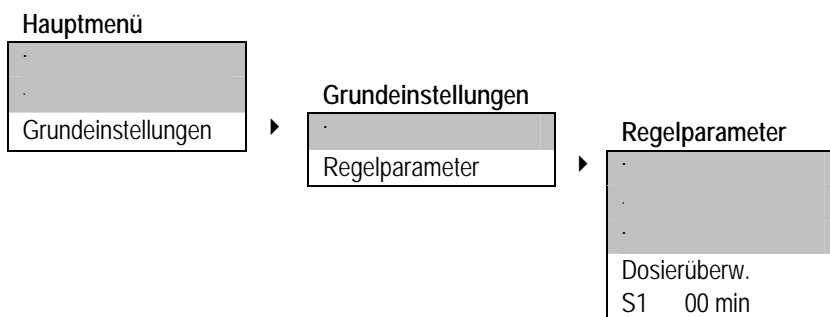 Hauptmenü
.
.
Grundeinstellungen
Grundeinstellungen
.
Regelparameter
Regelparameter
.
.
.
Dosierüberw.
S1 00 min